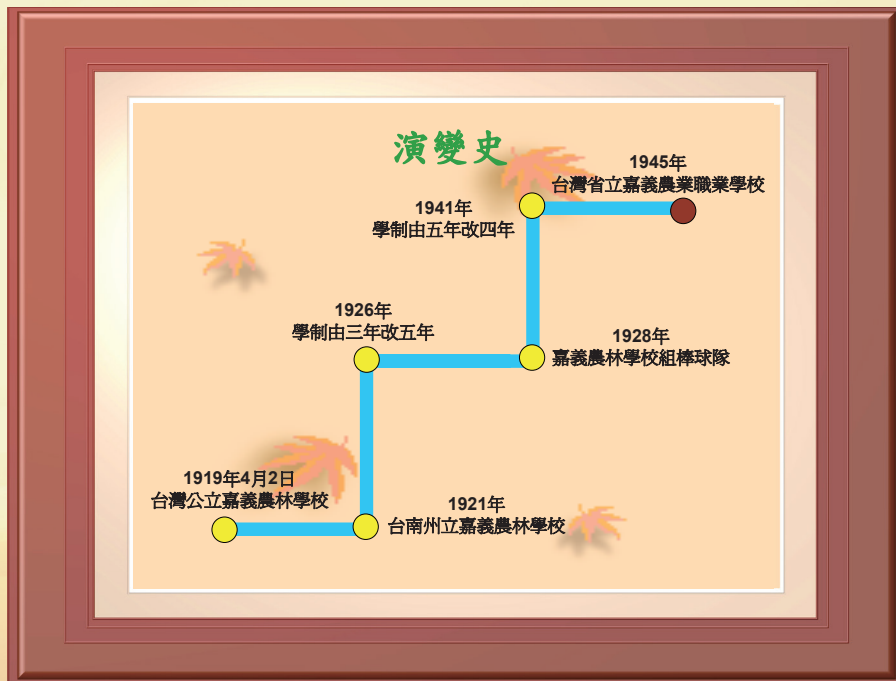 演變史
1945年
台灣省立嘉義農業職業學校
1941年
學制由五年改四年
1926年
學制由三年改五年
1928年
嘉義農林學校組棒球隊
1919年4月2日
台灣公立嘉義農林學校
1921年
台南州立嘉義農林學校